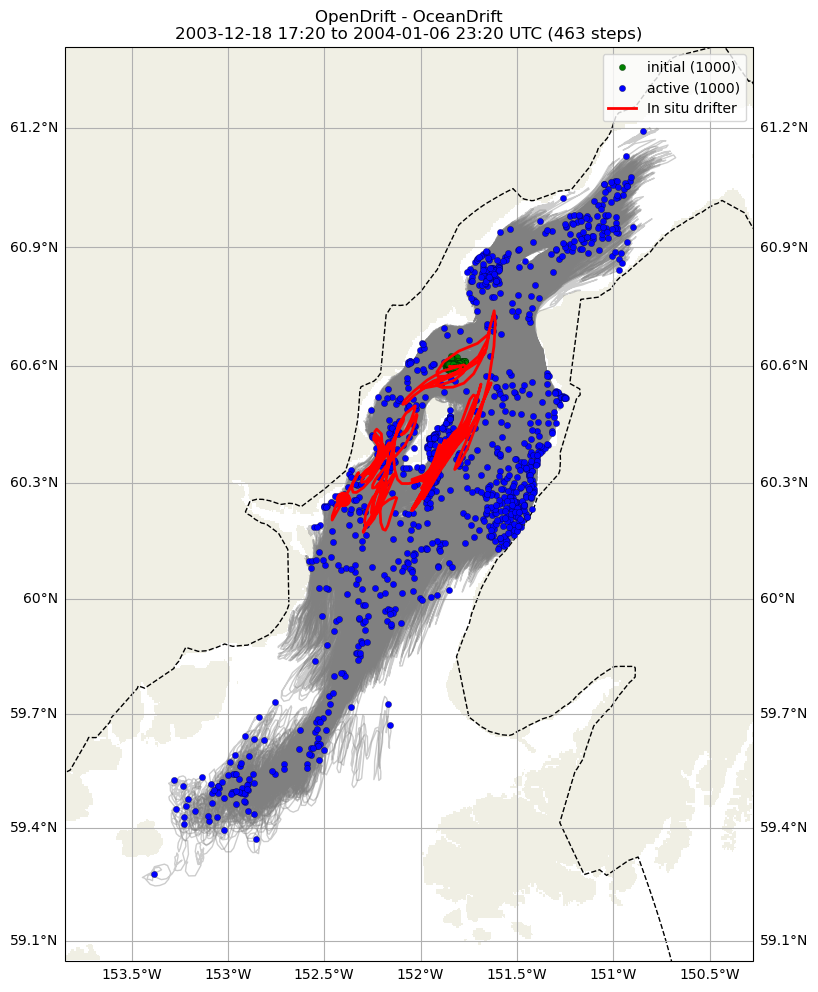 OpenDrift - OceanDrift
2003-12-18 17:20 to 2004-01-06 23:20 UTC (463 steps)
initial (1000)
active (1000)
In situ drifter
61.2°N
61.2°N
60.9°N
60.9°N
60.6°N
60.6°N
60.3°N
60.3°N
60°N
60°N
59.7°N
59.7°N
59.4°N
59.4°N
59.1°N
59.1°N
153.5°W
153°W
152.5°W
152°W
151.5°W
151°W
150.5°W